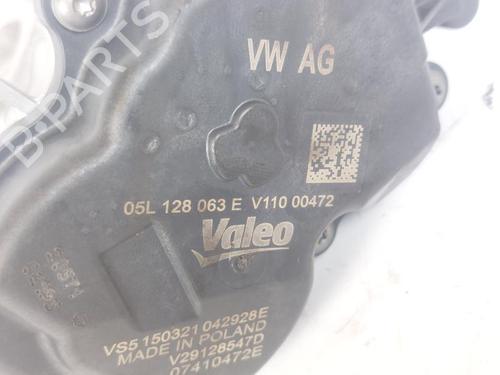 VW AG
05L 128 063 E V110 00472
Valeo
VS5 150321 042928E
MADE IN POLAND
V29128547D
07410472E
B-PARTS